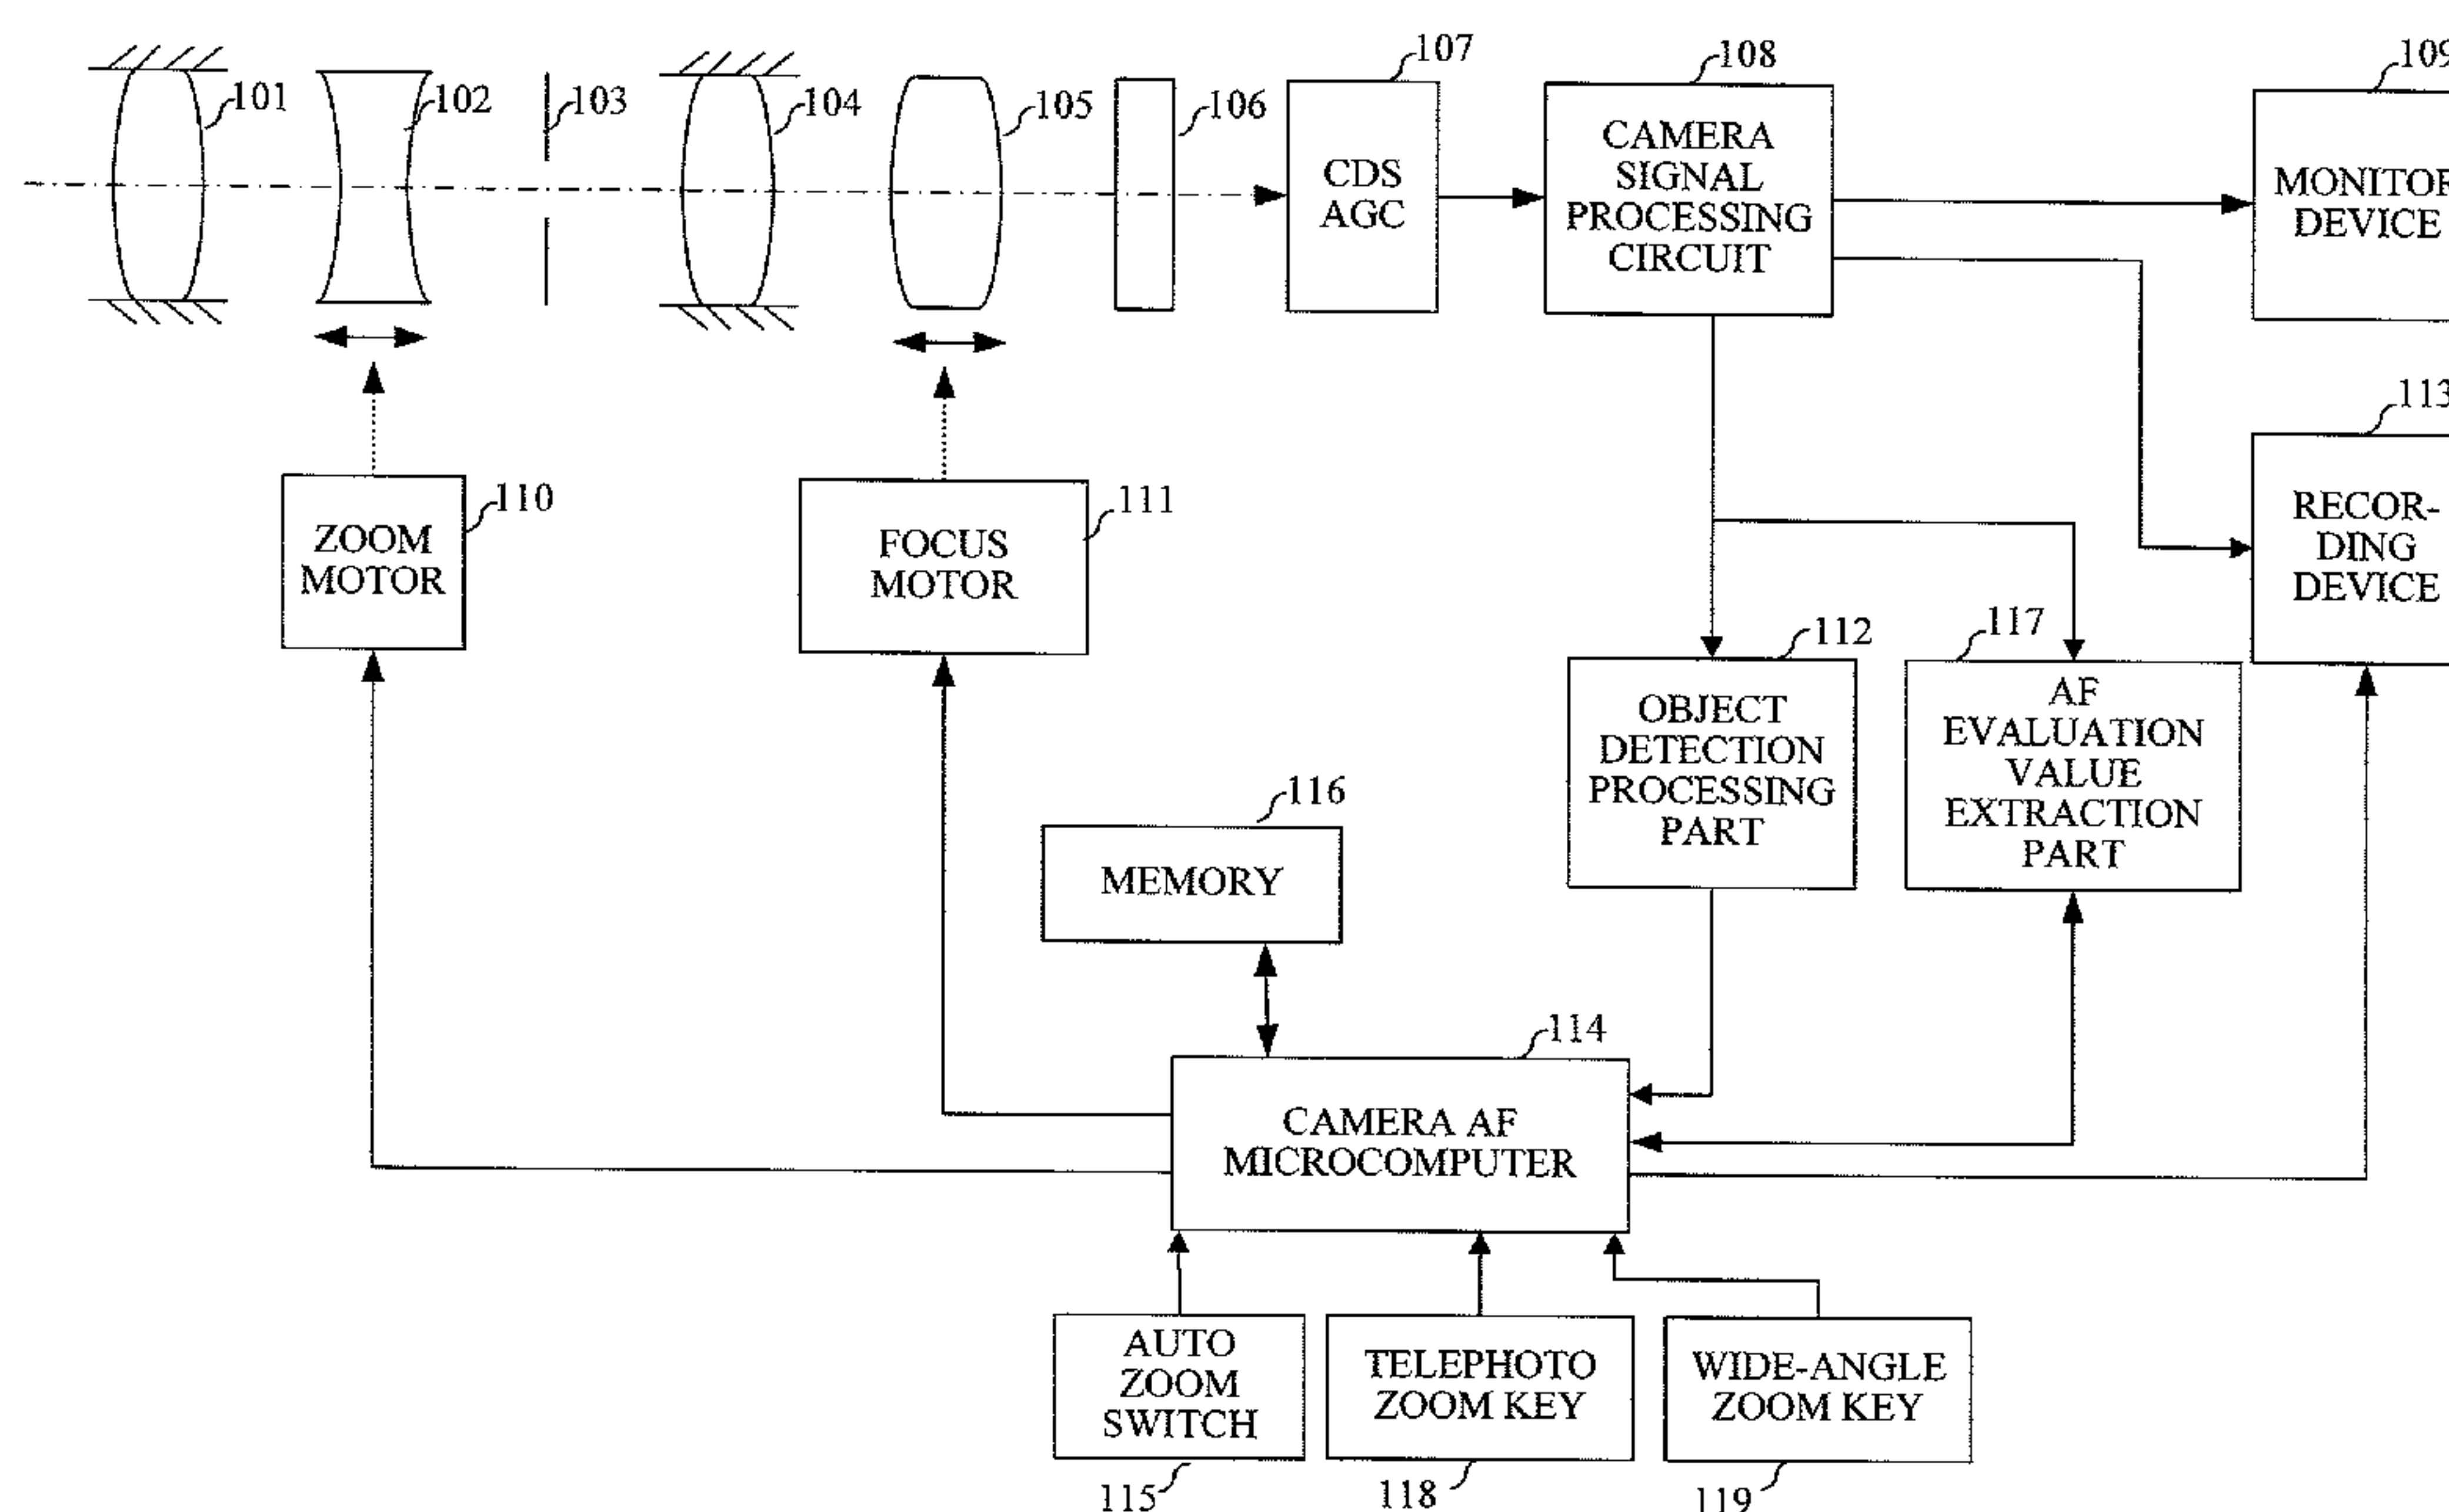 101
102
103
104
105
106
107
CDS
AGC
108
CAMERA
SIGNAL
PROCESSING
CIRCUIT
109
MONITOR
DEVICE
110
ZOOM
MOTOR
111
FOCUS
MOTOR
113
RECOR-
DING
DEVICE
112
OBJECT
DETECTION
PROCESSING
PART
117
AF
EVALUATION
VALUE
EXTRACTION
PART
116
MEMORY
114
CAMERA AF
MICROCOMPUTER
AUTO
ZOOM
SWITCH
115
TELEPHOTO
ZOOM KEY
118
WIDE-ANGLE
ZOOM KEY
119